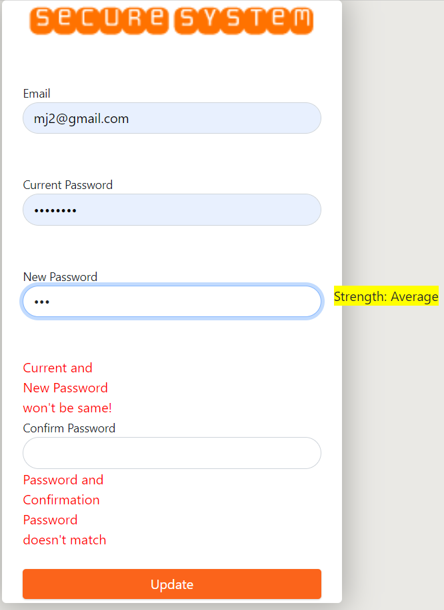 SECURE SYSTEM
Email
mj2@gmail.com
Current Password
••••••••
New Password
•••
Strength: Average
Current and
New Password
won't be same!
Confirm Password
Password and
Confirmation
Password
doesn't match
Update